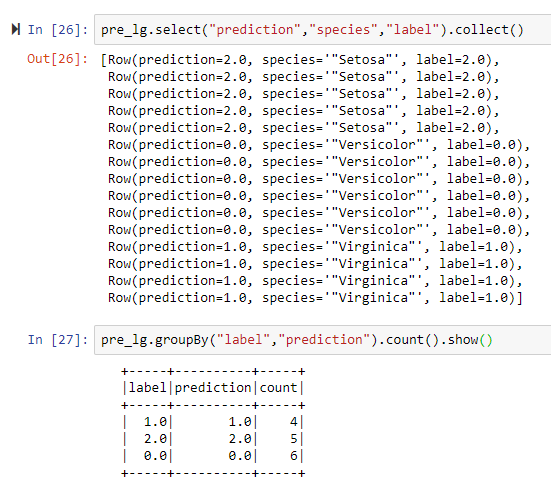 In [26]: pre_lg.select("prediction","species","label").collect()
Out[26]: [Row(prediction=2.0, species='"Setosa"', label=2.0),
Row(prediction=2.0, species='"Setosa"', label=2.0),
Row(prediction=2.0, species='"Setosa"', label=2.0),
Row(prediction=2.0, species='"Setosa"', label=2.0),
Row(prediction=2.0, species='"Setosa"', label=2.0),
Row(prediction=0.0, species='"Versicolor"', label=0.0),
Row(prediction=0.0, species='"Versicolor"', label=0.0),
Row(prediction=0.0, species='"Versicolor"', label=0.0),
Row(prediction=0.0, species='"Versicolor"', label=0.0),
Row(prediction=0.0, species='"Versicolor"', label=0.0),
Row(prediction=0.0, species='"Versicolor"', label=0.0),
Row(prediction=1.0, species='"Virginica"', label=1.0),
Row(prediction=1.0, species='"Virginica"', label=1.0),
Row(prediction=1.0, species='"Virginica"', label=1.0),
Row(prediction=1.0, species='"Virginica"', label=1.0)]
In [27]: pre_lg.groupBy("label","prediction").count().show()
+-----+----------+-----+
|label|prediction|count|
+-----+----------+-----+
|  1.0|       1.0|    4|
|  2.0|       2.0|    5|
|  0.0|       0.0|    6|
+-----+----------+-----+